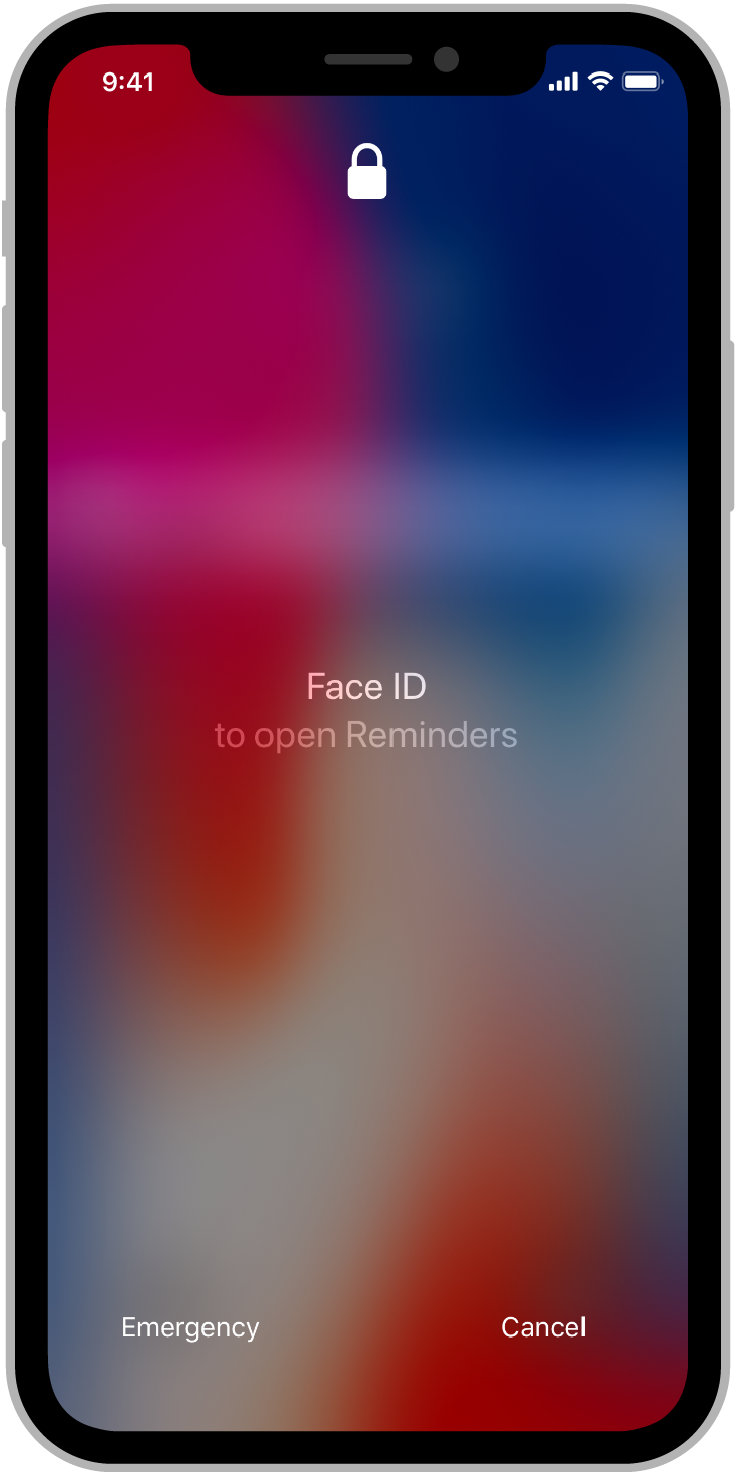 9:41
Face ID
to open Reminders
Emergency
Cancel